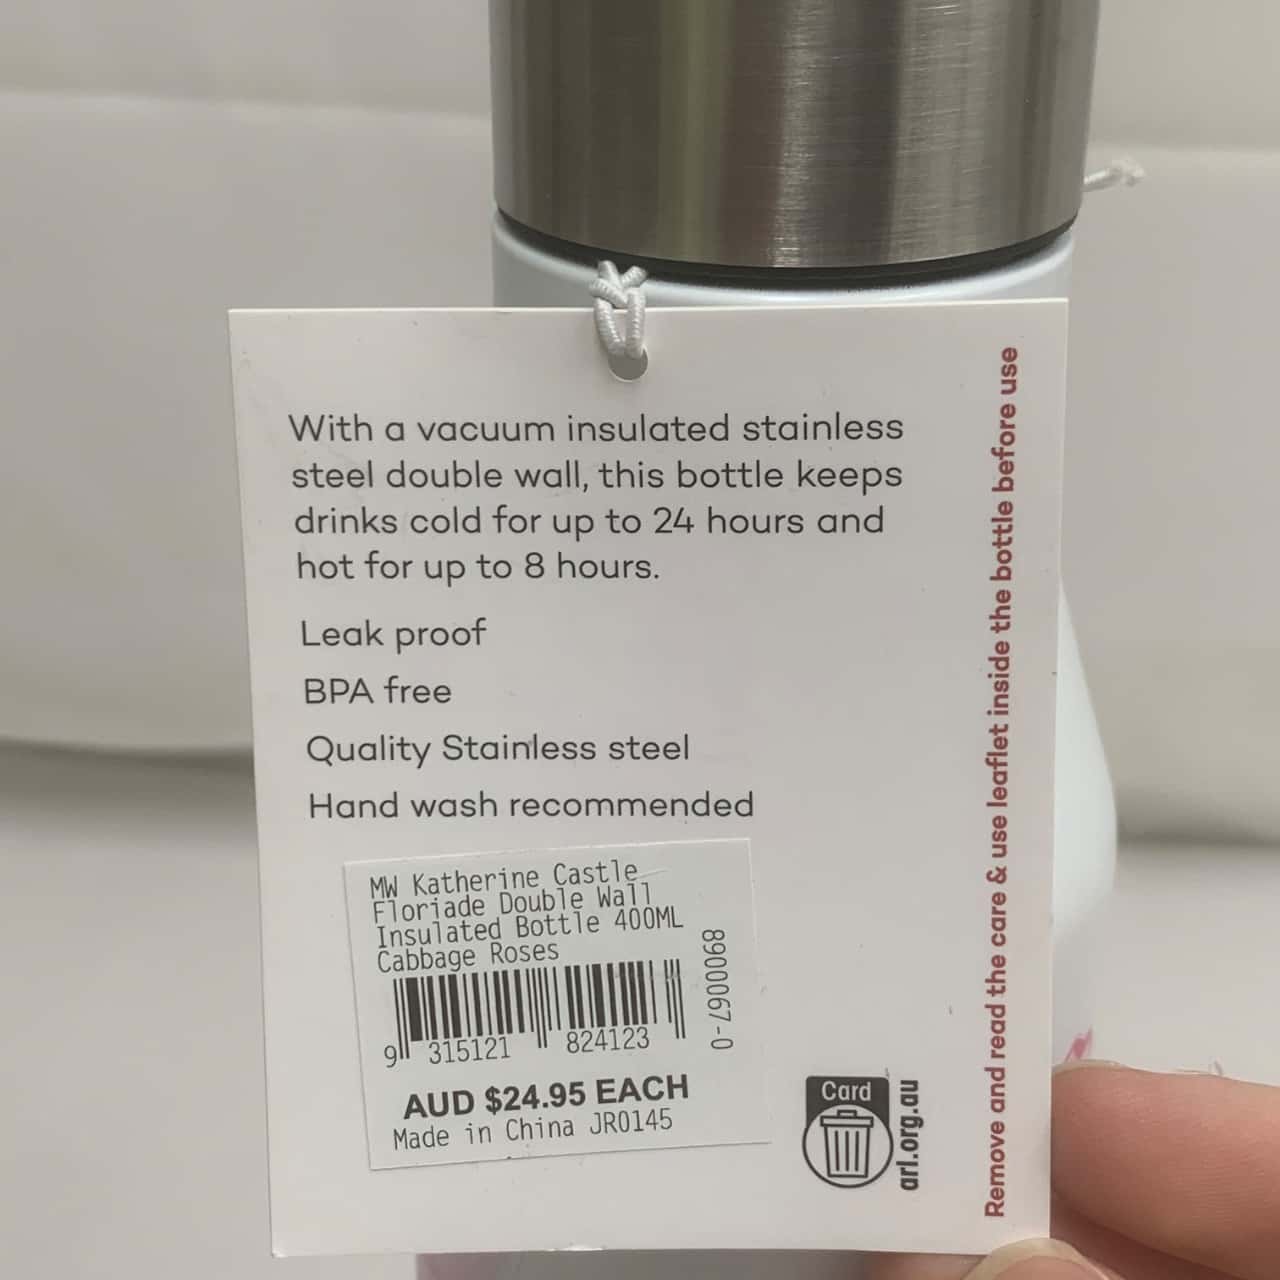 With a vacuum insulated stainless
steel double wall, this bottle keeps
drinks cold for up to 24 hours and
hot for up to 8 hours.
Leak proof
BPA free
Quality Stainless steel
Hand wash recommended
MW Katherine Castle
Floriade Double Wall
Insulated Bottle 400ML
Cabbage Roses
8900067-0
9 315121 824123
AUD $24.95 EACH
Made in China JR0145
Card
arl.org.au
Remove and read the care & use leaflet inside the bottle before use